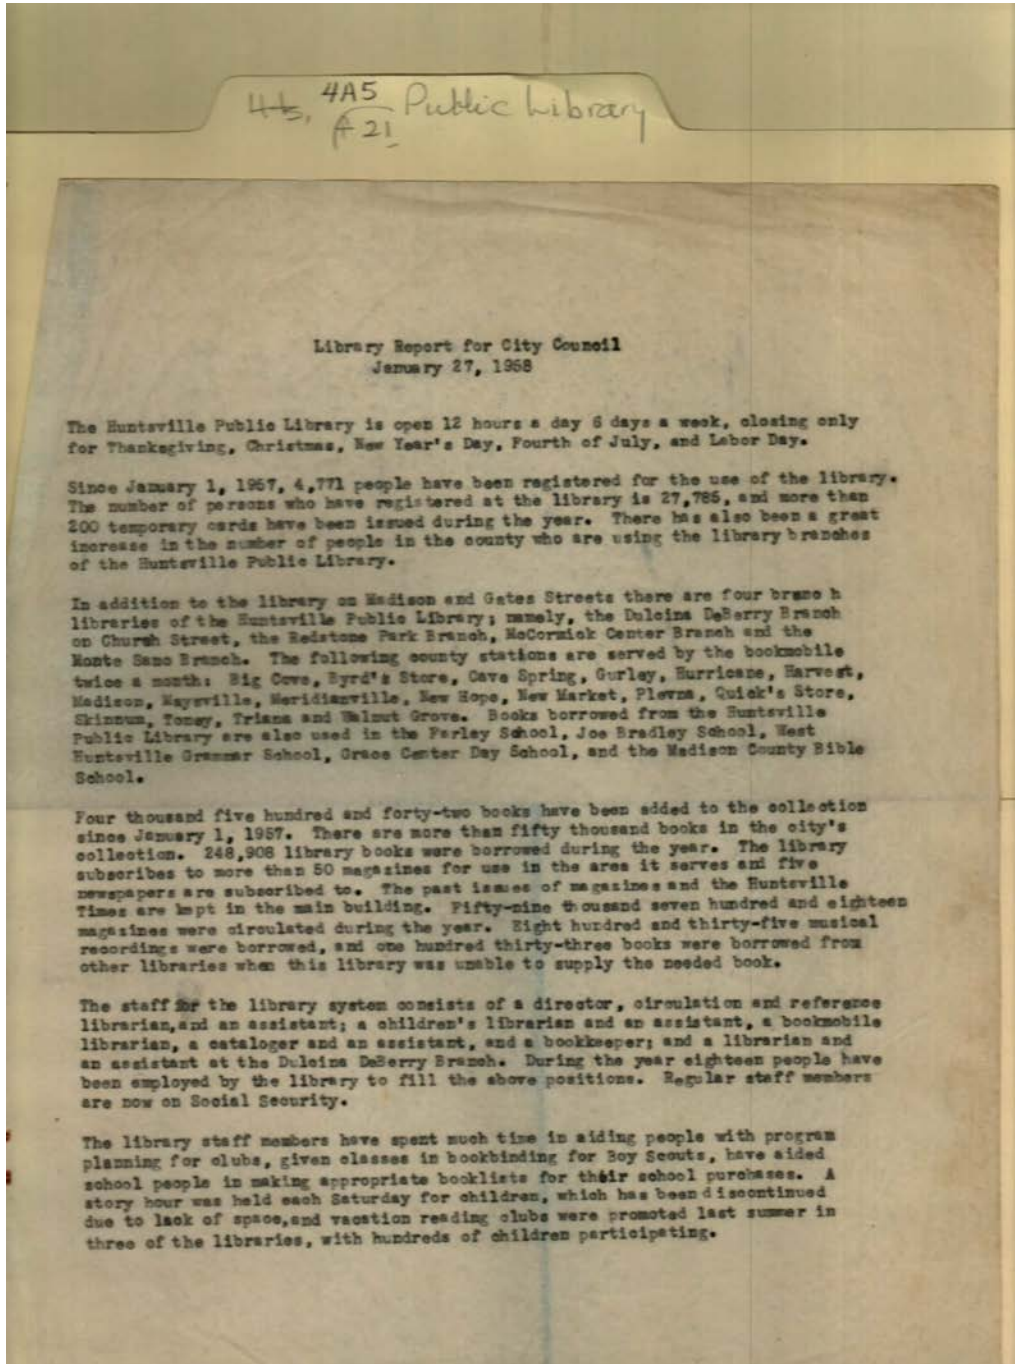 4b, 4A5 Public Library
A 21
Library Report for City Council
January 27, 1958
The Huntsville Public Library is open 12 hours a day 6 days a week, closing only
for Thanksgiving, Christmas, New Year's Day, Fourth of July, and Labor Day.
Since January 1, 1957, 4,771 people have been registered for the use of the library.
The number of persons who have registered at the library is 27,785, and more than
200 temporary cards have been issued during the year. There has also been a great
increase in the number of people in the county who are using the library branches
of the Huntsville Public Library.
In addition to the library on Madison and Gates Streets there are four branc h
libraries of the Huntsville Public Library; namely, the Dulcina DeBerry Branch
on Church Street, the Redstone Park Branch, McCormick Center Branch and the
Monte Sano Branch. The following county stations are served by the bookmobile
twice a month: Big Cove, Byrd's Store, Cave Spring, Gurley, Hurricane, Harvest,
Madison, Maysville, Meridianville, New Hope, New Market, Plevna, Quick's Store,
Skinnum, Toney, Triana and Walnut Grove. Books borrowed from the Huntsville
Public Library are also used in the Farley School, Joe Bradley School, West
Huntsville Grammar School, Grace Center Day School, and the Madison County Bible
School.
Four thousand five hundred and forty-two books have been added to the collection
since January 1, 1957. There are more than fifty thousand books in the city's
collection. 248,908 library books were borrowed during the year. The library
subscribes to more than 50 magazines for use in the area it serves and five
newspapers are subscribed to. The past issues of magazines and the Huntsville
Times are kept in the main building. Fifty-nine thousand seven hundred and eighteen
magazines were circulated during the year. Eight hundred and thirty-five musical
recordings were borrowed, and one hundred thirty-three books were borrowed from
other libraries when this library was unable to supply the needed book.
The staff for the library system consists of a director, circulation and reference
librarian,and an assistant; a children's librarian and an assistant, a bookmobile
librarian, a cataloger and an assistant, and a bookkeeper; and a librarian and
an assistant at the Dulcina DeBerry Branch. During the year eighteen people have
been employed by the library to fill the above positions. Regular staff members
are now on Social Security.
The library staff members have spent much time in aiding people with program
planning for clubs, given classes in bookbinding for Boy Scouts, have aided
school people in making appropriate booklists for their school purchases. A
story hour was held each Saturday for children, which has been discontinued
due to lack of space,and vacation reading clubs were promoted last summer in
three of the libraries, with hundreds of children participating.